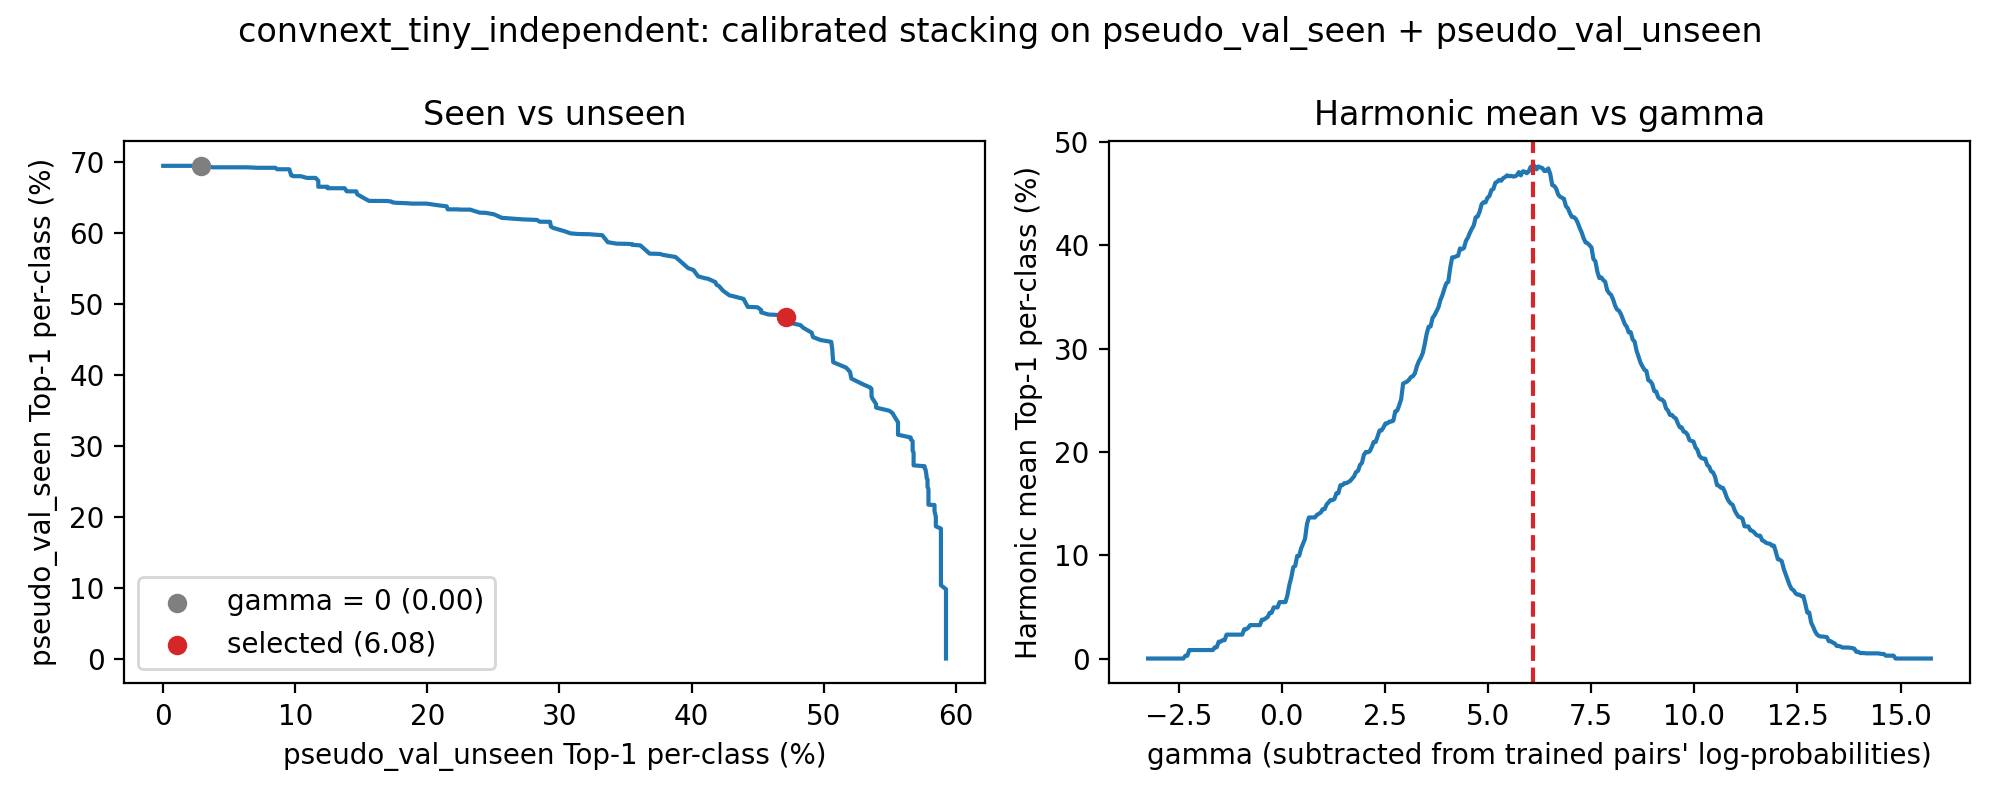 convnext_tiny_independent: calibrated stacking on pseudo_val_seen + pseudo_val_unseen
Seen vs unseen
pseudo_val_seen Top-1 per-class (%)
70
60
50
40
30
20
10
0
gamma = 0 (0.00)
selected (6.08)
0 10 20 30 40 50 60
pseudo_val_unseen Top-1 per-class (%)
Harmonic mean vs gamma
Harmonic mean Top-1 per-class (%)
50
40
30
20
10
0
−2.5 0.0 2.5 5.0 7.5 10.0 12.5 15.0
gamma (subtracted from trained pairs' log-probabilities)